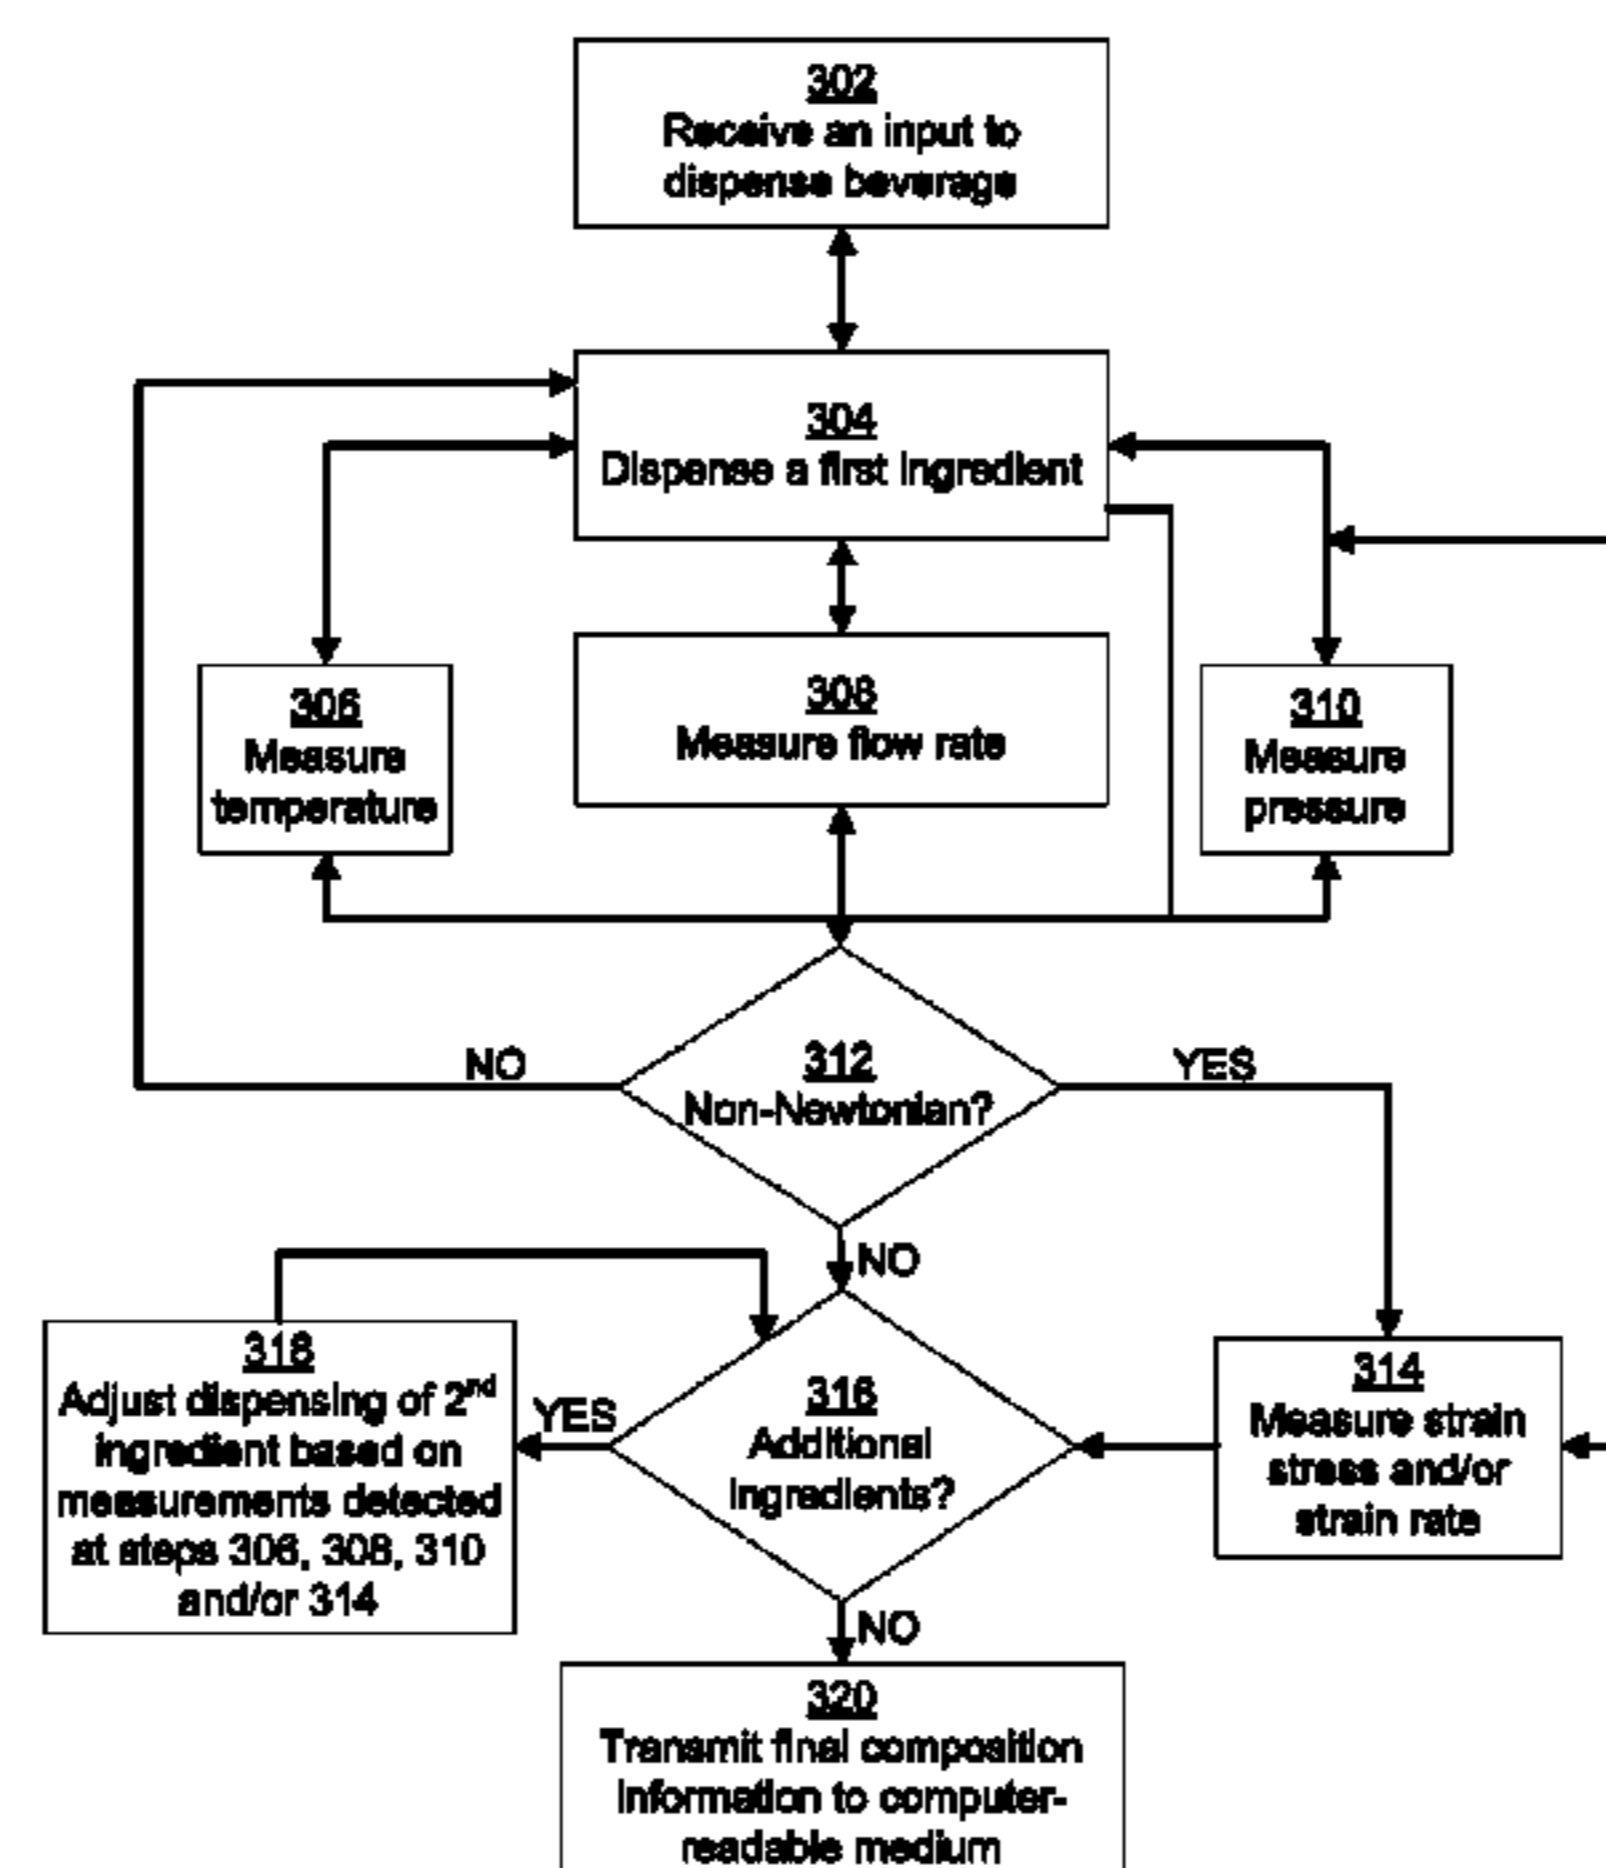 302
Receive an input to
dispense beverage
304
Dispense a first ingredient
306
Measure
temperature
308
Measure flow rate
310
Measure
pressure
NO
312
Non-Newtonian?
YES
NO
318
Adjust dispensing of 2nd
ingredient based on
measurements detected
at steps 306, 308, 310
and/or 314
YES
316
Additional
ingredients?
314
Measure strain
stress and/or
strain rate
NO
320
Transmit final composition
information to computer-
readable medium